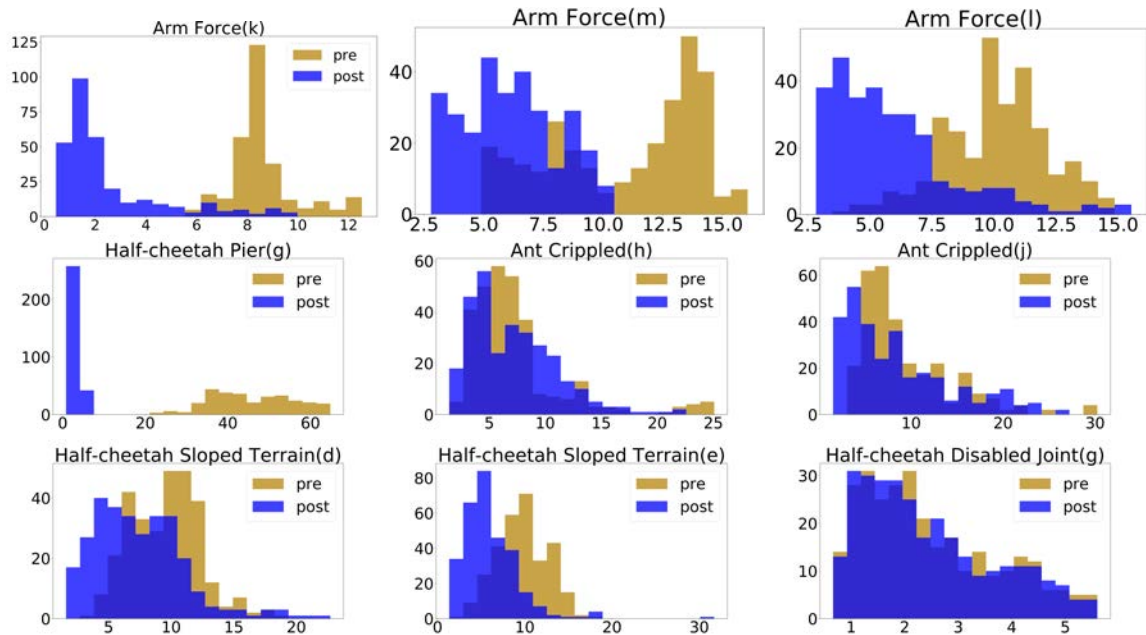 Arm Force(k)
125
100
75
50
25
0
2 4 6 8 10 12
pre
post
Arm Force(m)
40
20
0
2.5 5.0 7.5 10.0 12.5 15.0
Arm Force(l)
40
20
0
2.5 5.0 7.5 10.0 12.5 15.0
Half-cheetah Pier(g)
200
100
0
0 20 40 60
pre
post
Ant Crippled(h)
60
40
20
0
5 10 15 20 25
pre
post
Ant Crippled(j)
60
40
20
0
10 20 30
pre
post
Half-cheetah Sloped Terrain(d)
40
20
0
5 10 15 20
pre
post
Half-cheetah Sloped Terrain(e)
80
60
40
20
0
0 10 20 30
pre
post
Half-cheetah Disabled Joint(g)
30
20
10
0
1 2 3 4 5
pre
post